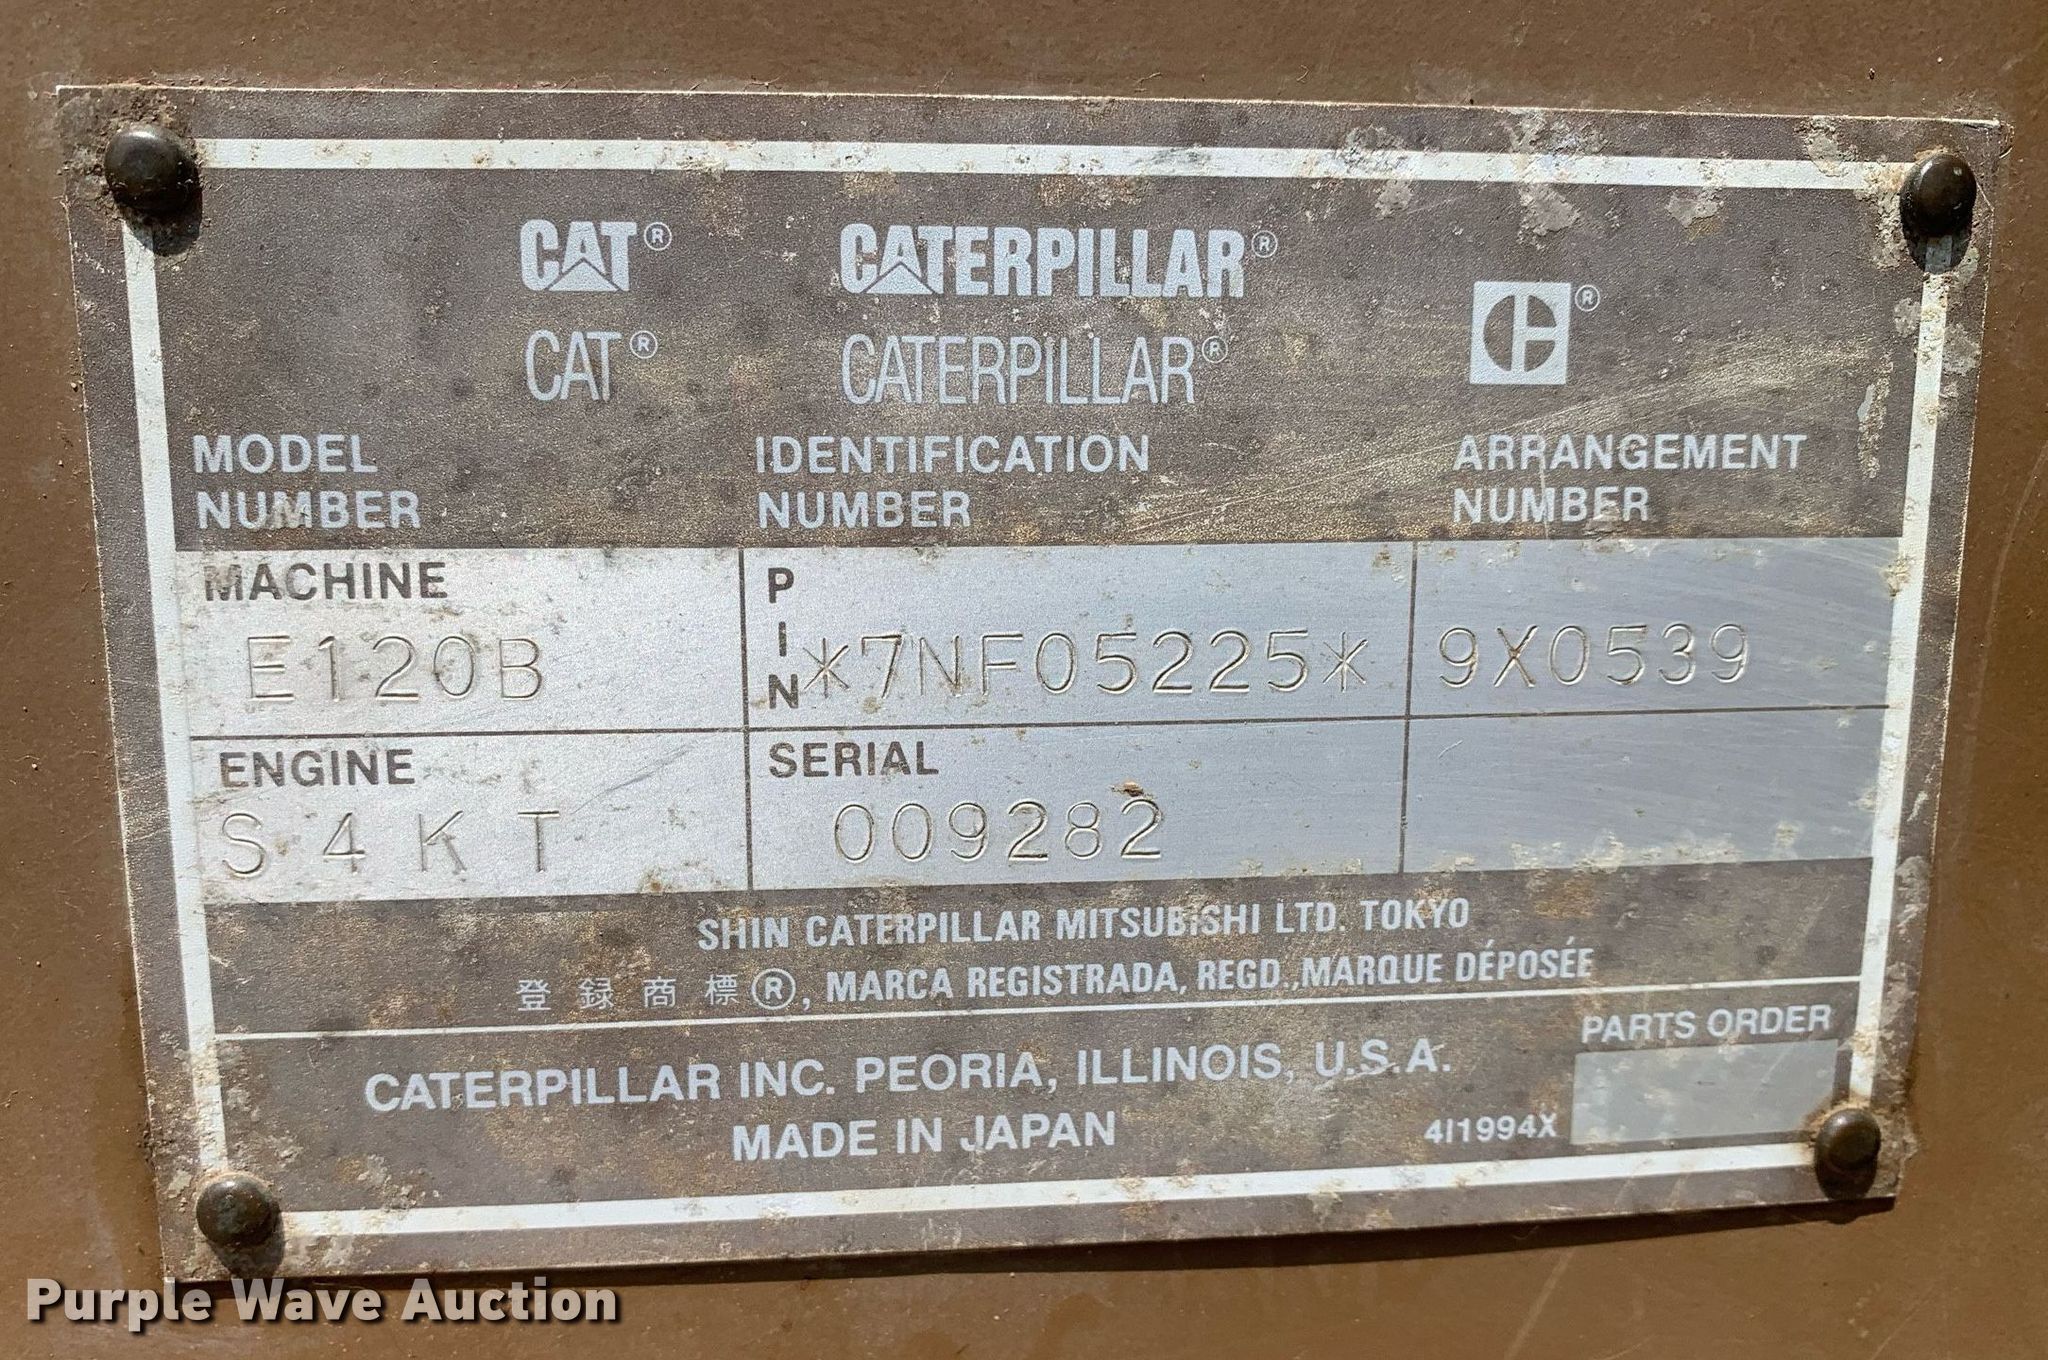 CAT® CATERPILLAR®
CAT® CATERPILLAR®
MODEL NUMBER
IDENTIFICATION NUMBER
ARRANGEMENT NUMBER
MACHINE
E120B
PIN
*7NF05225*
9X0539
ENGINE
S4KT
SERIAL
009282
SHIN CATERPILLAR MITSUBISHI LTD. TOKYO
登録商標®, MARCA REGISTRADA, REGD.,MARQUE DÉPOSÉE
PARTS ORDER
CATERPILLAR INC. PEORIA, ILLINOIS, U.S.A.
MADE IN JAPAN
4I1994X
Purple Wave Auction